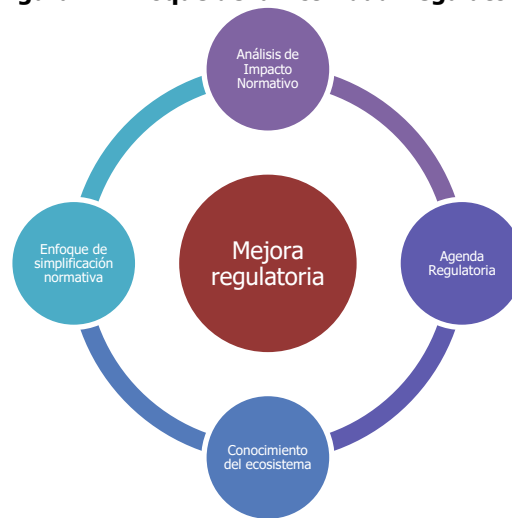 Análisis de
Impacto
Normativo
Enfoque de
simplificación
normativa
Mejora
regulatoria
Agenda
Regulatoria
Conocimiento
del ecosistema